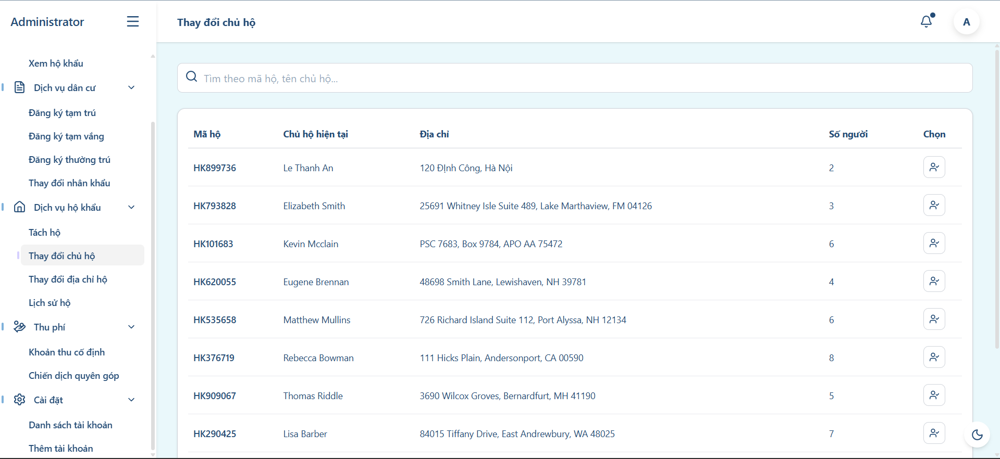 Administrator
Thay đổi chủ hộ
A
Xem hộ khẩu
Dịch vụ dân cư
Đăng ký tạm trú
Đăng ký tạm vắng
Đăng ký thường trú
Thay đổi nhân khẩu
Dịch vụ hộ khẩu
Tách hộ
Thay đổi chủ hộ
Thay đổi địa chỉ hộ
Lịch sử hộ
Thu phí
Khoản thu cố định
Chiến dịch quyên góp
Cài đặt
Danh sách tài khoản
Thêm tài khoản
Tìm theo mã hộ, tên chủ hộ...
Mã hộ Chủ hộ hiện tại Địa chỉ Số người Chọn
HK899736 Le Thanh An 120 ĐỊnh Công, Hà Nội 2
HK793828 Elizabeth Smith 25691 Whitney Isle Suite 489, Lake Marthaview, FM 04126 3
HK101683 Kevin Mcclain PSC 7683, Box 9784, APO AA 75472 6
HK620055 Eugene Brennan 48698 Smith Lane, Lewishaven, NH 39781 4
HK535658 Matthew Mullins 726 Richard Island Suite 112, Port Alyssa, NH 12134 6
HK376719 Rebecca Bowman 111 Hicks Plain, Andersonport, CA 00590 8
HK909067 Thomas Riddle 3690 Wilcox Groves, Bernardfurt, MH 41190 5
HK290425 Lisa Barber 84015 Tiffany Drive, East Andrewbury, WA 48025 7